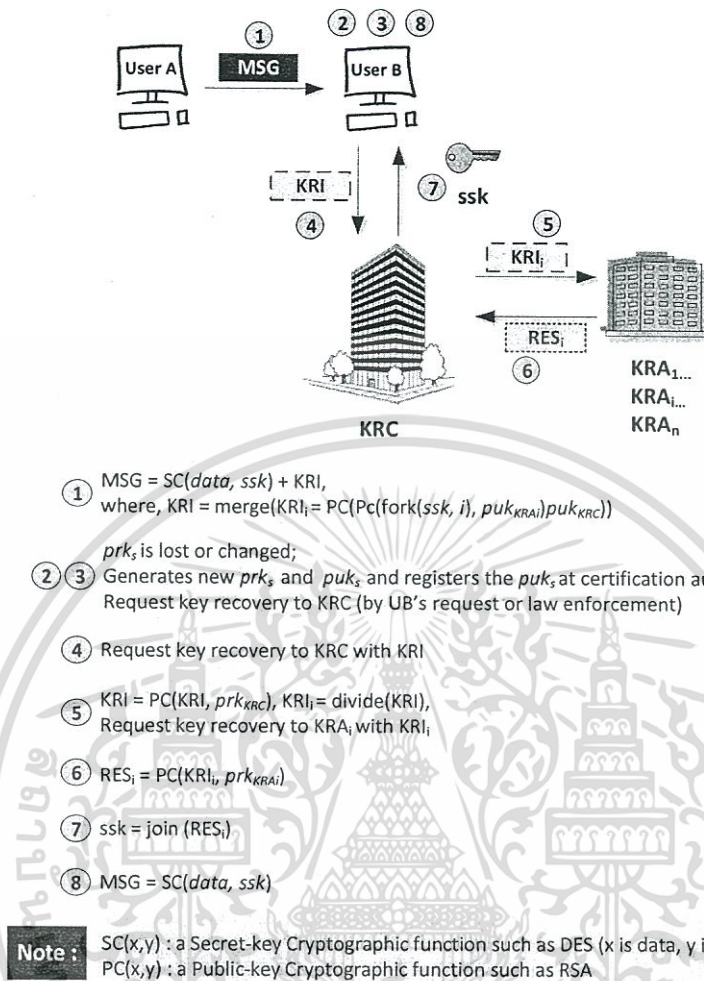 2 3 8
1
User A
MSG
User B
KRI
7 ssk
4
5
KRIi
RESi
6
KRA1...
KRAi...
KRAn
KRC
1 MSG = SC(data, ssk) + KRI,
where, KRI = merge(KRIi = PC(Pc(fork(ssk, i), pukKRAi)pukKRC))
prks is lost or changed;
2 3 Generates new prks and puks and registers the puks at certification au
Request key recovery to KRC (by UB's request or law enforcement)
4 Request key recovery to KRC with KRI
5 KRI = PC(KRI, prkKRC), KRIi = divide(KRI),
Request key recovery to KRAi with KRIi
6 RESi = PC(KRIi, prkKRAi)
7 ssk = join (RESi)
8 MSG = SC(data, ssk)
Note : SC(x,y) : a Secret-key Cryptographic function such as DES (x is data, y i
PC(x,y) : a Public-key Cryptographic function such as RSA